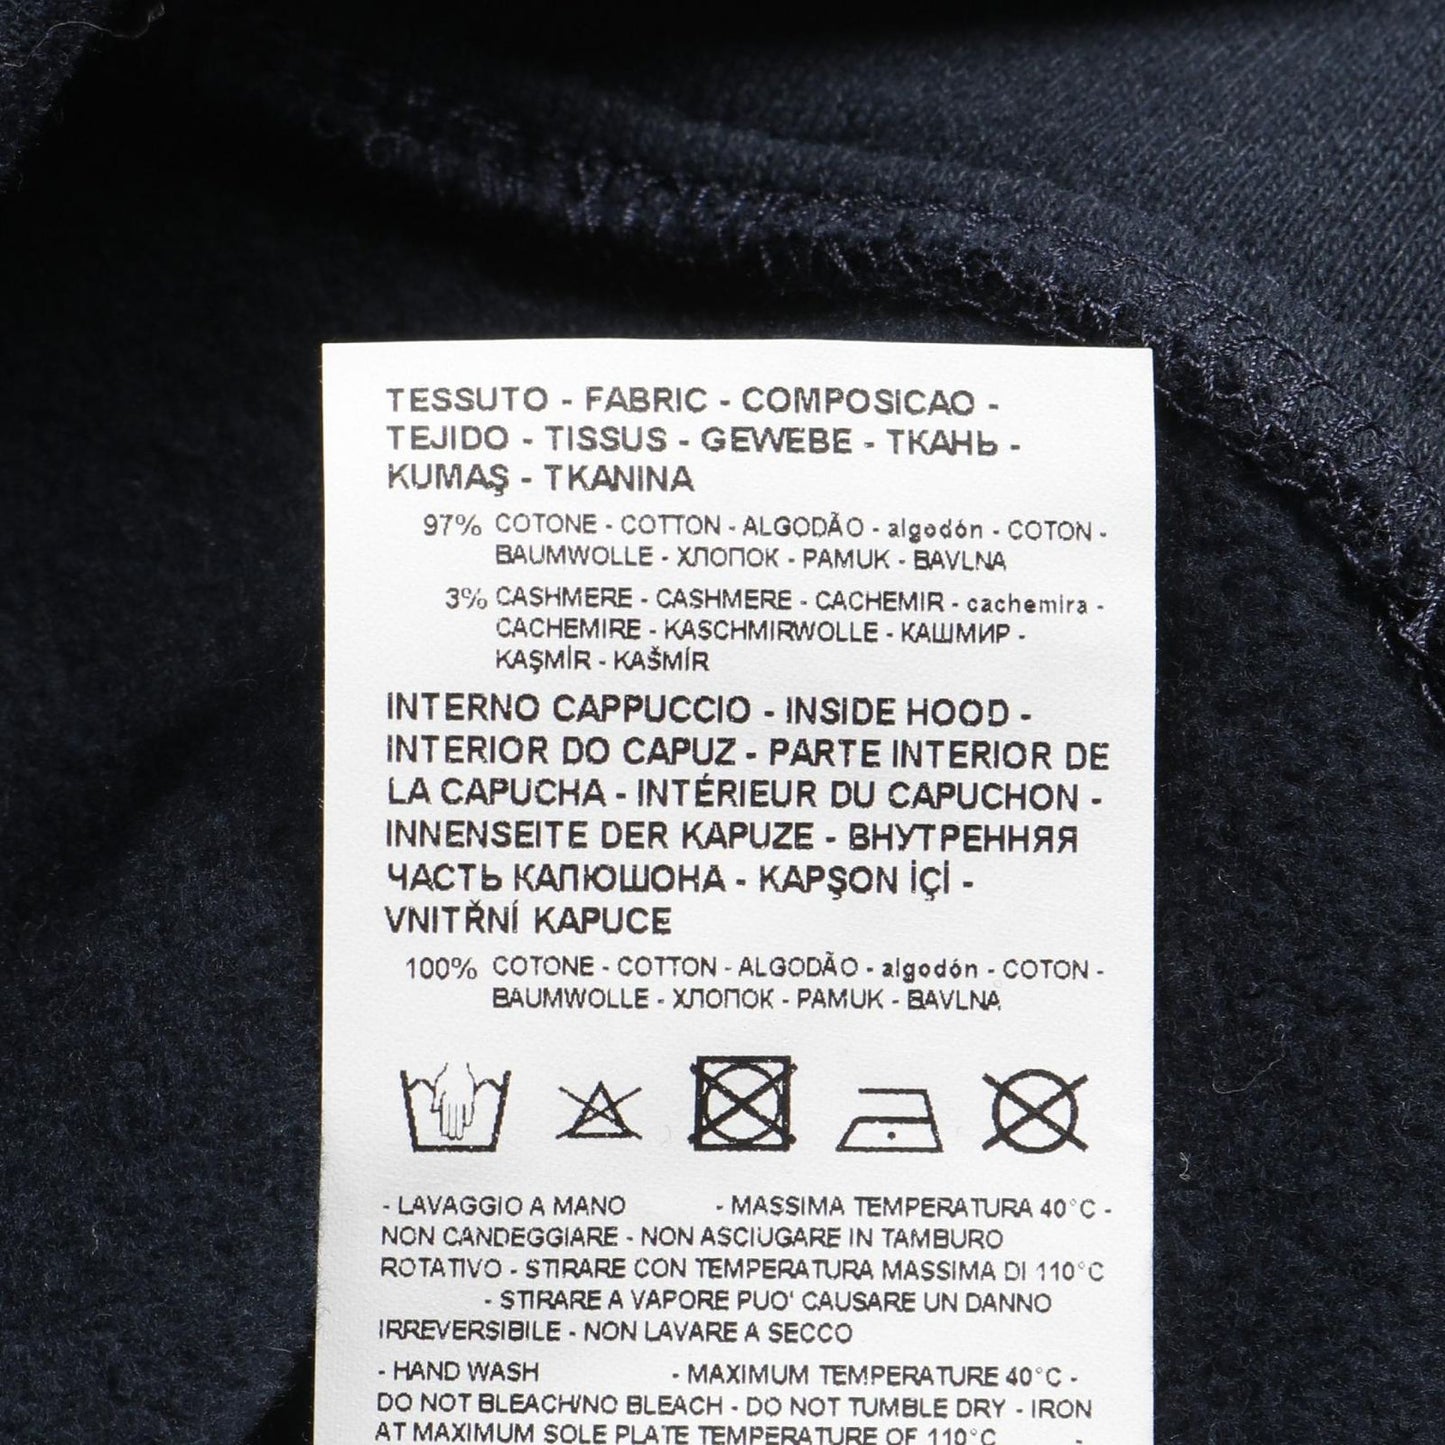 TESSUTO - FABRIC - COMPOSICAO -
TEJIDO - TISSUS - GEWEBE - ТКАНЬ -
KUMAŞ - TKANINA
97% COTONE - COTTON - ALGODÃO - algodón - COTON -
BAUMWOLLE - ХЛОПОК - PAMUK - BAVLNA
3% CASHMERE - CASHMERE - CACHEMIR - cachemira -
CACHEMIRE - KASCHMIRWOLLE - КАШМИР -
KAŞMİR - KAŠMÍR
INTERNO CAPPUCCIO - INSIDE HOOD -
INTERIOR DO CAPUZ - PARTE INTERIOR DE
LA CAPUCHA - INTÉRIEUR DU CAPUCHON -
INNENSEITE DER KAPUZE - ВНУТРЕННЯЯ
ЧАСТЬ КАПЮШОНА - KAPŞON İÇİ -
VNITŘNÍ KAPUCE
100% COTONE - COTTON - ALGODÃO - algodón - COTON -
BAUMWOLLE - ХЛОПОК - PAMUK - BAVLNA
- LAVAGGIO A MANO - MASSIMA TEMPERATURA 40°C -
NON CANDEGGIARE - NON ASCIUGARE IN TAMBURO
ROTATIVO - STIRARE CON TEMPERATURA MASSIMA DI 110°C
- STIRARE A VAPORE PUO' CAUSARE UN DANNO
IRREVERSIBILE - NON LAVARE A SECCO
- HAND WASH - MAXIMUM TEMPERATURE 40°C -
DO NOT BLEACH/NO BLEACH - DO NOT TUMBLE DRY - IRON
AT MAXIMUM SOLE PLATE TEMPERATURE OF 110°C -